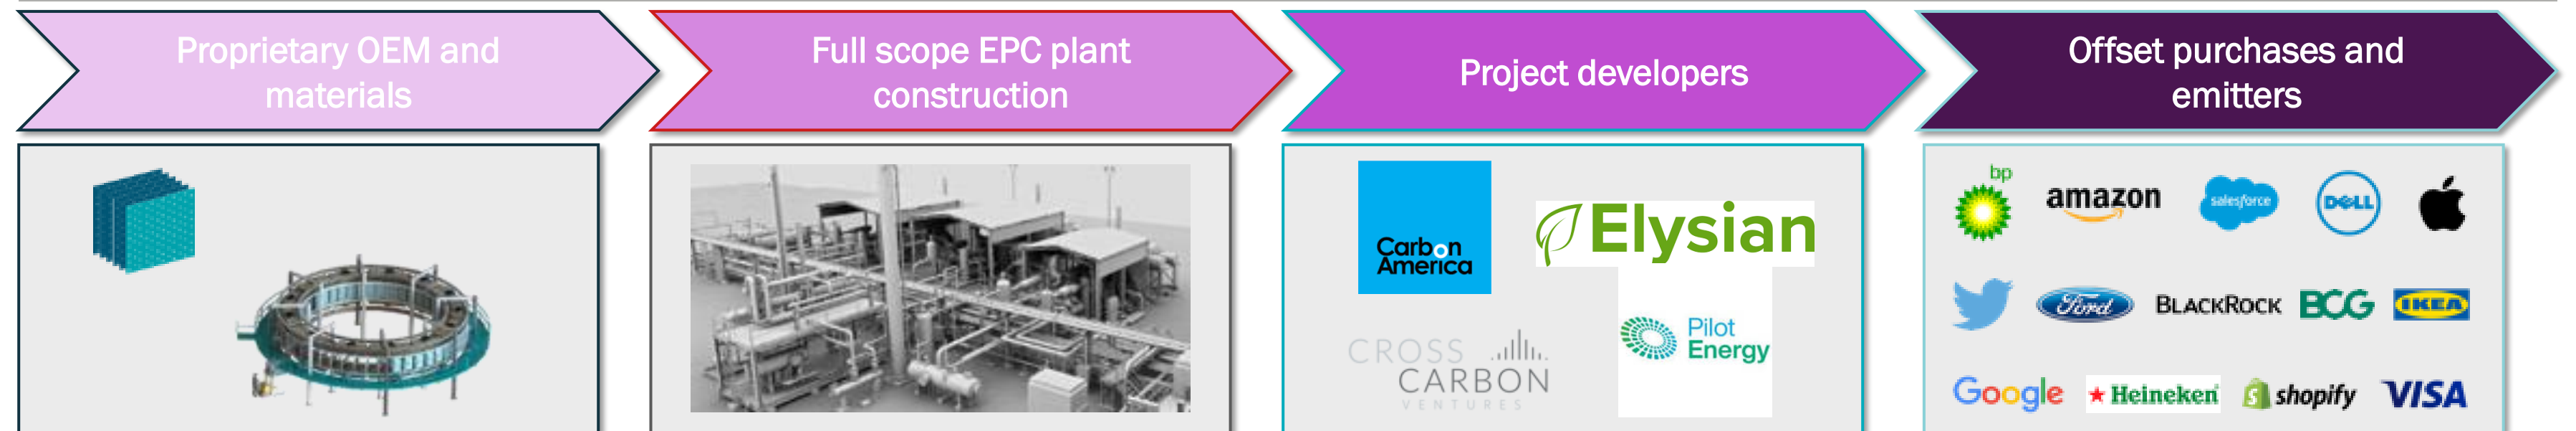 Proprietary OEM and
materials
Full scope EPC plant
construction
Project developers
Offset purchases and
emitters
Carbon
America
Elysian
CROSS
CARBON
VENTURES
Pilot
Energy
bp
amazon
salesforce
DELL
Ford
BLACKROCK
BCG
IKEA
Google
Heineken
shopify
VISA